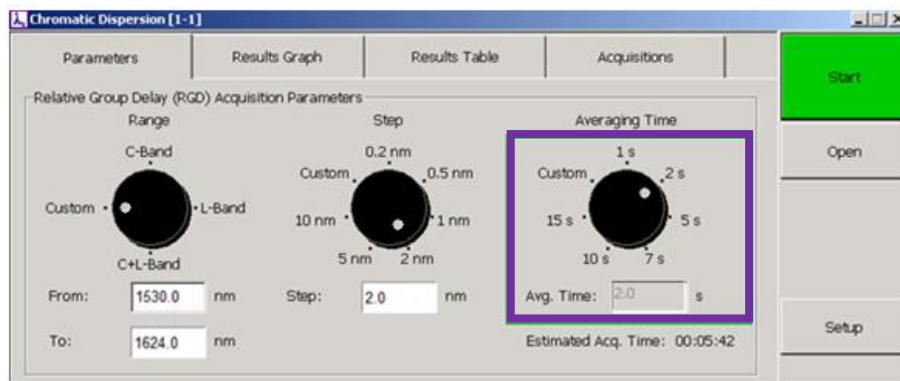 Chromatic Dispersion [1-1]
Parameters
Results Graph
Results Table
Acquisitions
Start
Open
Setup
Relative Group Delay (RGD) Acquisition Parameters
Range
C-Band
Custom
L-Band
C+L-Band
From: 1530.0 nm
To: 1624.0 nm
Step
0.2 nm
Custom
0.5 nm
10 nm
1 nm
5 nm
2 nm
Step: 2.0 nm
Averaging Time
1 s
Custom
2 s
15 s
5 s
10 s
7 s
Avg. Time: 2.0 s
Estimated Acq. Time: 00:05:42